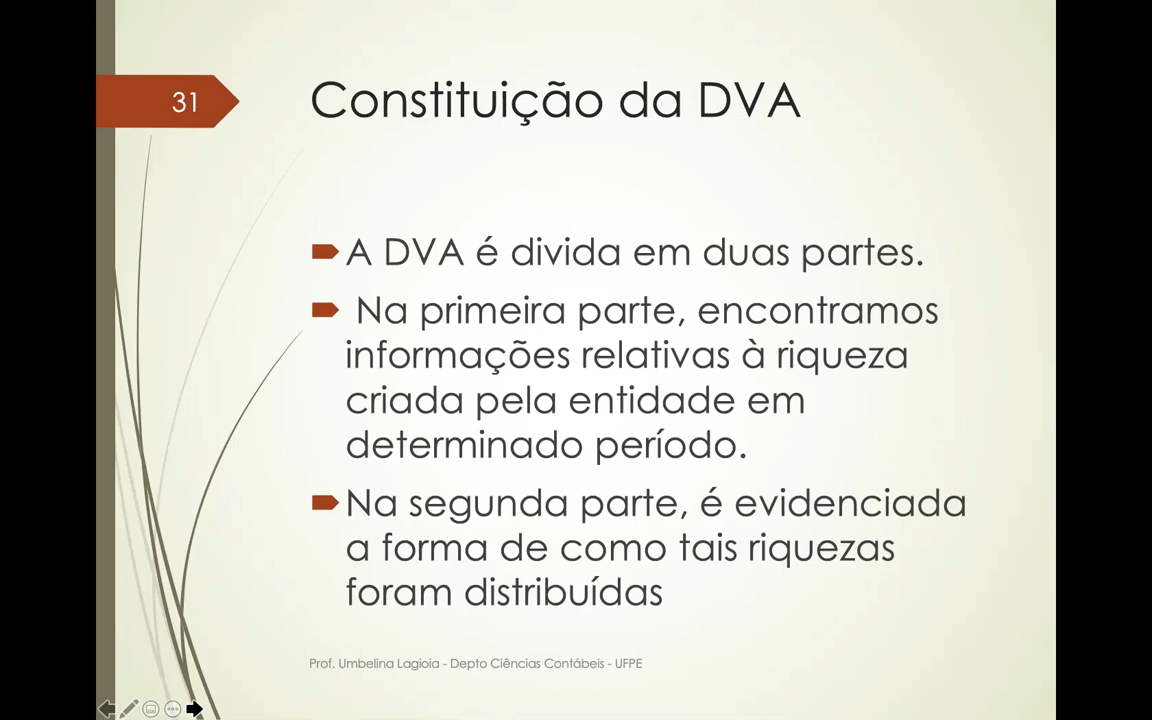 31
Constituição da DVA
A DVA é divida em duas partes.
Na primeira parte, encontramos
informações relativas à riqueza
criada pela entidade em
determinado período.
Na segunda parte, é evidenciada
a forma de como tais riquezas
foram distribuídas
Prof. Umbelina Lagioia - Depto Ciências Contábeis - UFPE